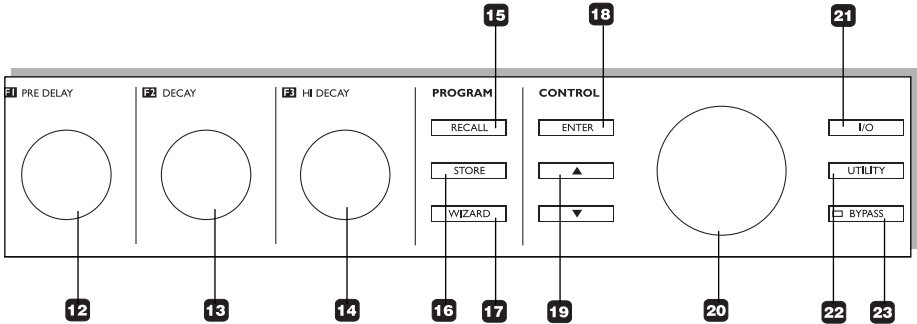 15 18 21
F1 PRE DELAY F2 DECAY F3 HI DECAY PROGRAM CONTROL
RECALL ENTER I/O
STORE ▲ UTILITY
WIZARD ▼ BYPASS
12 13 14 16 17 19 20 22 23